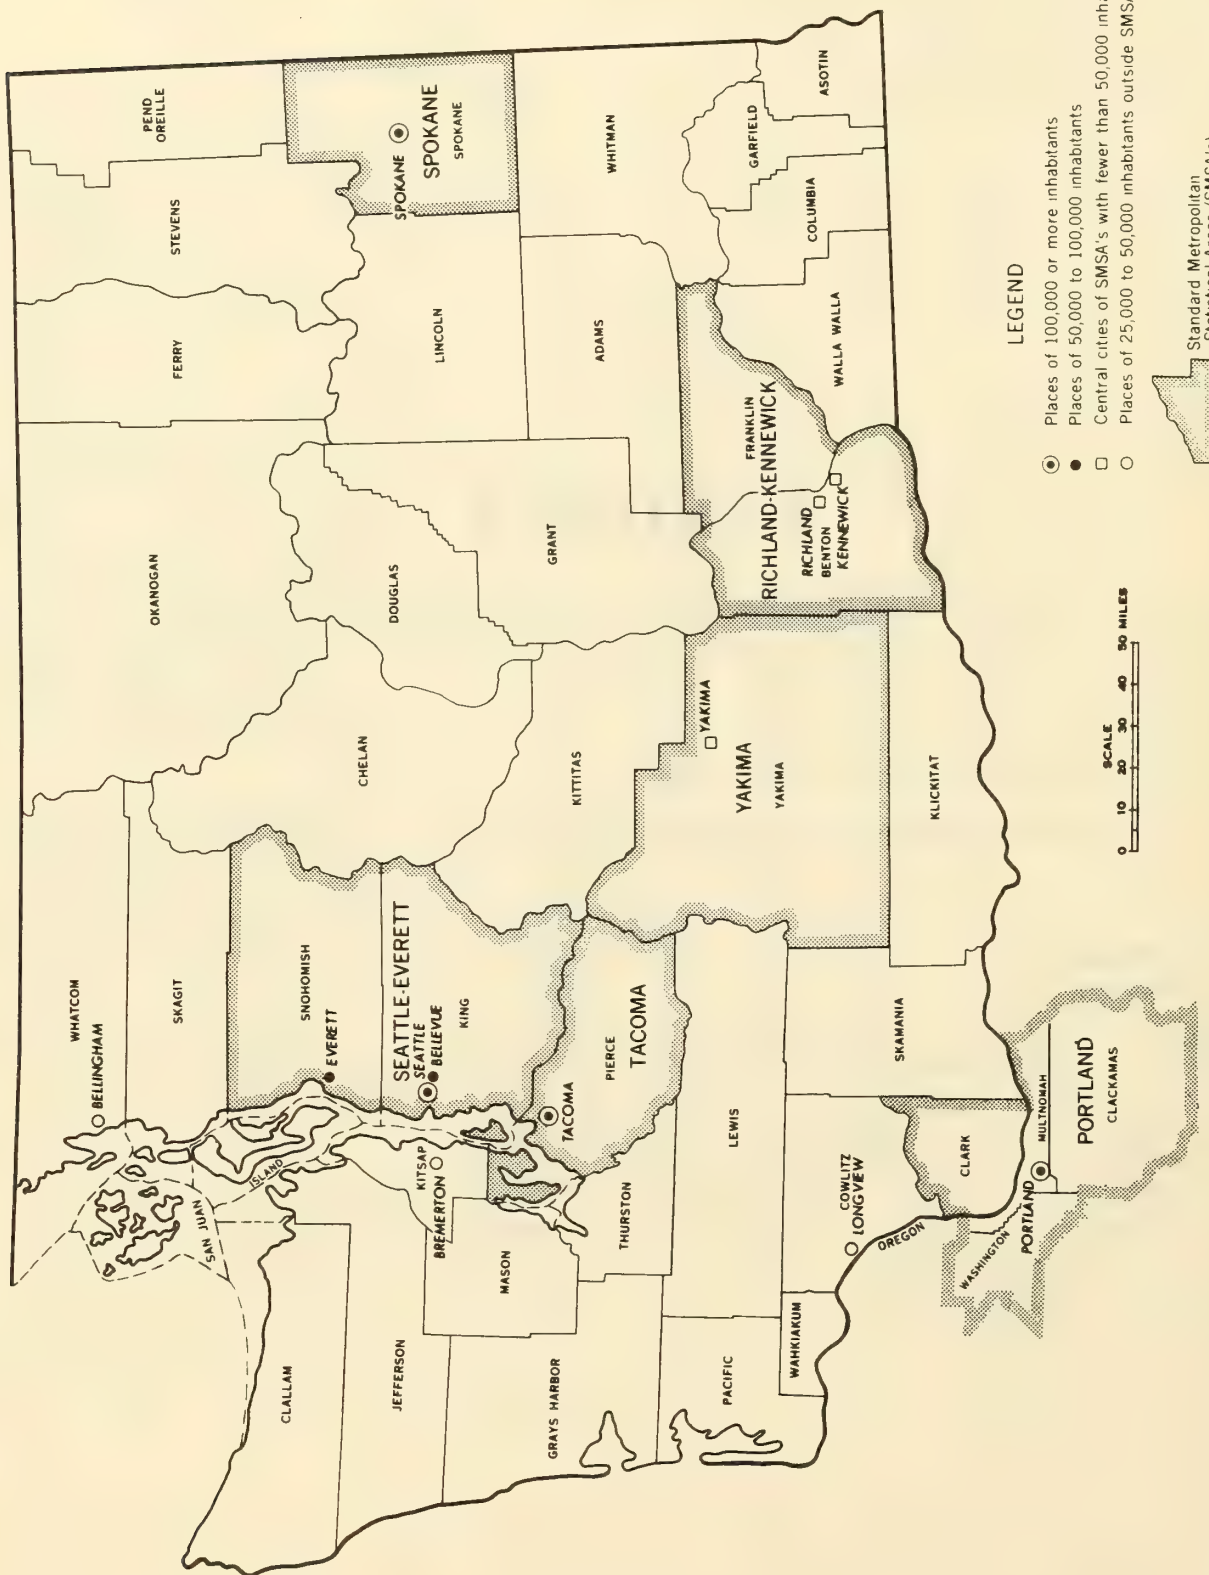 WHATCOM
BELLINGHAM
SAN JUAN
SKAGIT
ISLAND
OKANOGAN
FERRY
STEVENS
PEND
OREILLE
CLALLAM
JEFFERSON
SNOHOMISH
EVERETT
CHELAN
DOUGLAS
LINCOLN
SPOKANE
SPOKANE
SPOKANE
KITSAP
BREMERTON
SEATTLE-EVERETT
SEATTLE
BELLEVUE
KING
MASON
GRAYS HARBOR
KITTITAS
GRANT
ADAMS
WHITMAN
TACOMA
PIERCE
TACOMA
THURSTON
PACIFIC
LEWIS
YAKIMA
YAKIMA
YAKIMA
FRANKLIN
RICHLAND-KENNEWICK
RICHLAND
BENTON
KENNEWICK
WALLA WALLA
COLUMBIA
GARFIELD
ASOTIN
WAHKIAKUM
COWLITZ
LONGVIEW
SKAMANIA
KLICKITAT
CLARK
OREGON
WASHINGTON
PORTLAND
MULTNOMAH
PORTLAND
CLACKAMAS
SCALE
0 10 20 30 40 50 MILES
LEGEND
Places of 100,000 or more inhabitants
Places of 50,000 to 100,000 inhabitants
Central cities of SMSA's with fewer than 50,000
Places of 25,000 to 50,000 inhabitants outside
Standard Metropolitan